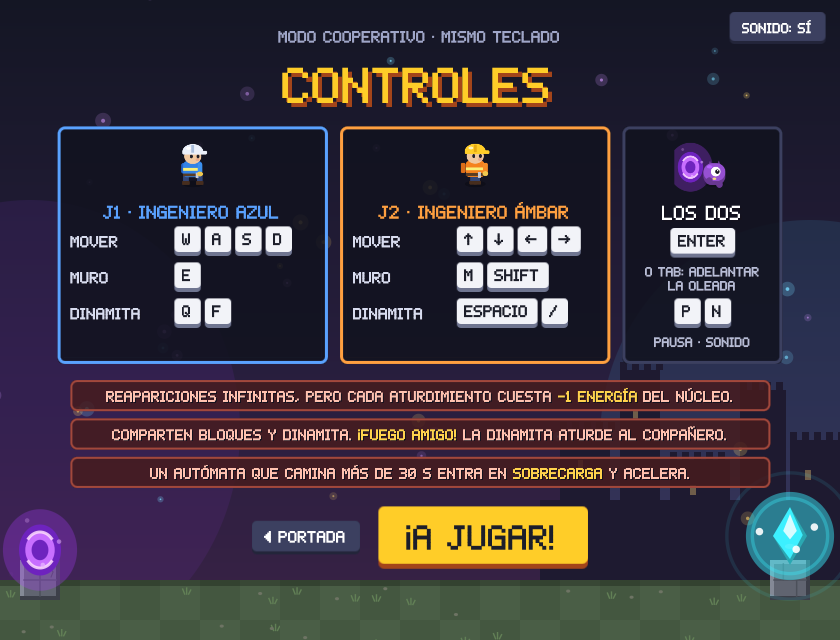 MODO COOPERATIVO · MISMO TECLADO
SONIDO: SÍ
CONTROLES
J1 · INGENIERO AZUL
MOVER W A S D
MURO E
DINAMITA Q F
J2 · INGENIERO ÁMBAR
MOVER ↑ ↓ ← →
MURO M SHIFT
DINAMITA ESPACIO /
LOS DOS
ENTER
O TAB: ADELANTAR
LA OLEADA
P N
PAUSA · SONIDO
REAPARICIONES INFINITAS, PERO CADA ATURDIMIENTO CUESTA -1 ENERGÍA DEL NÚCLEO.
COMPARTEN BLOQUES Y DINAMITA. ¡FUEGO AMIGO! LA DINAMITA ATURDE AL COMPAÑERO.
UN AUTÓMATA QUE CAMINA MÁS DE 30 S ENTRA EN SOBRECARGA Y ACELERA.
PORTADA
¡A JUGAR!